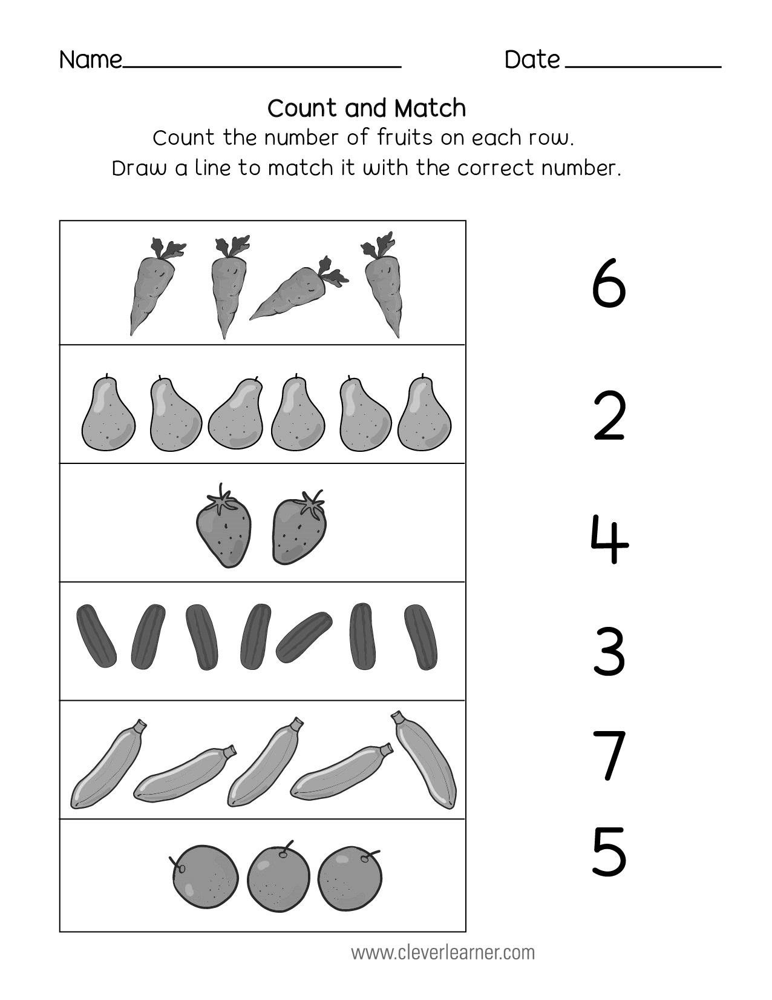 Name Date
Count and Match
Count the number of fruits on each row.
Draw a line to match it with the correct number.
6
2
4
3
7
5
www.cleverlearner.com